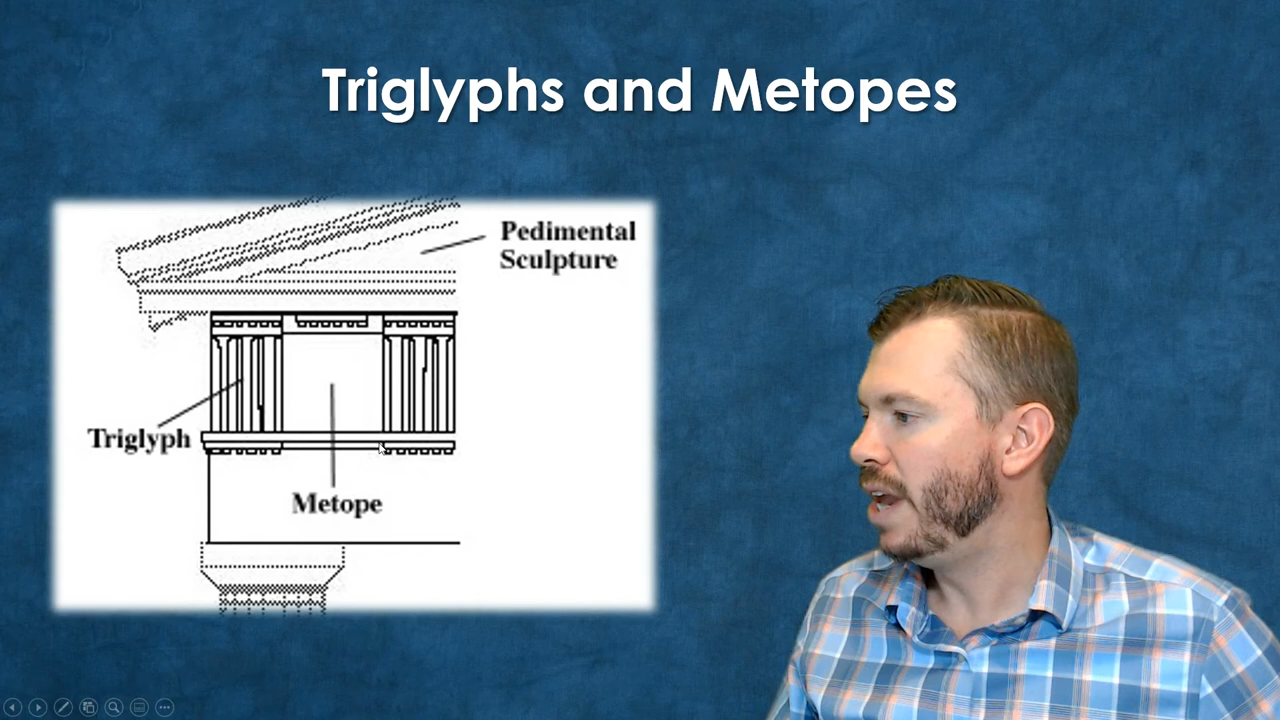 Triglyphs and Metopes
Pedimental
Sculpture
Triglyph
Metope